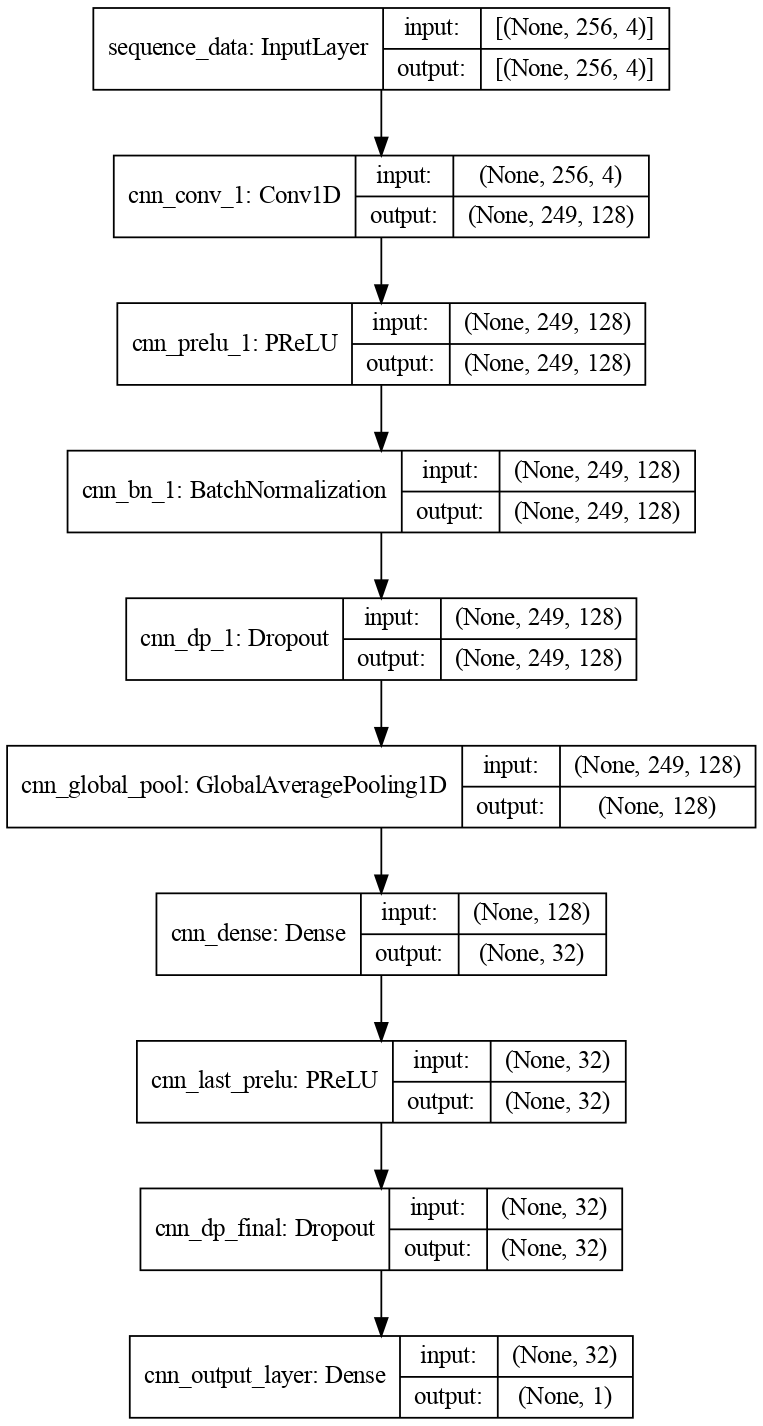 sequence_data: InputLayer
input:
[(None, 256, 4)]
output:
[(None, 256, 4)]
cnn_conv_1: Conv1D
input:
(None, 256, 4)
output:
(None, 249, 128)
cnn_prelu_1: PReLU
input:
(None, 249, 128)
output:
(None, 249, 128)
cnn_bn_1: BatchNormalization
input:
(None, 249, 128)
output:
(None, 249, 128)
cnn_dp_1: Dropout
input:
(None, 249, 128)
output:
(None, 249, 128)
cnn_global_pool: GlobalAveragePooling1D
input:
(None, 249, 128)
output:
(None, 128)
cnn_dense: Dense
input:
(None, 128)
output:
(None, 32)
cnn_last_prelu: PReLU
input:
(None, 32)
output:
(None, 32)
cnn_dp_final: Dropout
input:
(None, 32)
output:
(None, 32)
cnn_output_layer: Dense
input:
(None, 32)
output:
(None, 1)